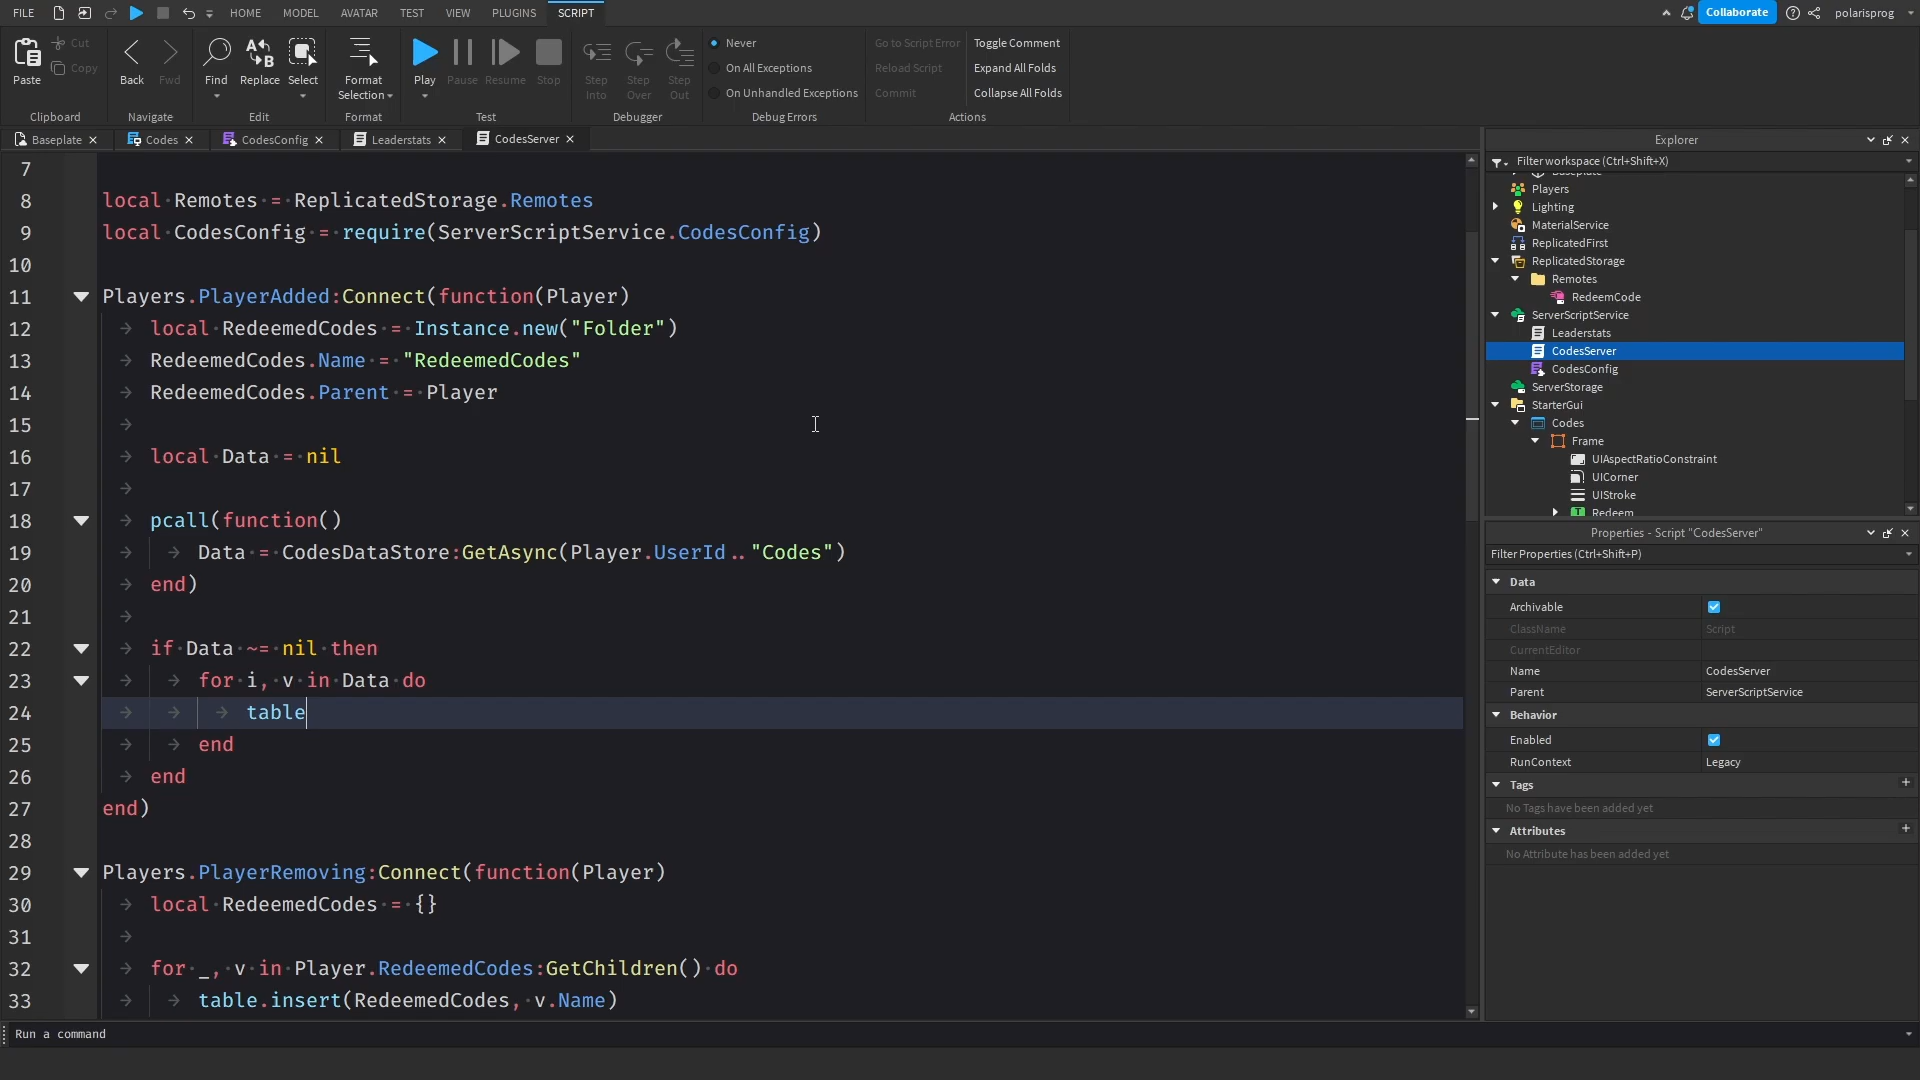 FILE HOME MODEL AVATAR TEST VIEW PLUGINS SCRIPT Collaborate polarisprog
Paste Cut Copy Back Fwd Find Replace Select Format Selection Play Pause Resume Stop Step Into Step Over Step Out
Never
On All Exceptions
On Unhandled Exceptions
Go to Script Error
Reload Script
Commit
Toggle Comment
Expand All Folds
Collapse All Folds
Clipboard Navigate Edit Format Test Debugger Debug Errors Actions
Baseplate Codes CodesConfig Leaderstats CodesServer
7
8 local Remotes = ReplicatedStorage.Remotes
9 local CodesConfig = require(ServerScriptService.CodesConfig)
10
11 Players.PlayerAdded:Connect(function(Player)
12 local RedeemedCodes = Instance.new("Folder")
13 RedeemedCodes.Name = "RedeemedCodes"
14 RedeemedCodes.Parent = Player
15
16 local Data = nil
17
18 pcall(function()
19 Data = CodesDataStore:GetAsync(Player.UserId.."Codes")
20 end)
21
22 if Data ~= nil then
23 for i, v in Data do
24 table
25 end
26 end
27 end)
28
29 Players.PlayerRemoving:Connect(function(Player)
30 local RedeemedCodes = {}
31
32 for _, v in Player.RedeemedCodes:GetChildren() do
33 table.insert(RedeemedCodes, v.Name)
Run a command
Explorer
Filter workspace (Ctrl+Shift+X)
Baseplate
Players
Lighting
MaterialService
ReplicatedFirst
ReplicatedStorage
Remotes
RedeemCode
ServerScriptService
Leaderstats
CodesServer
CodesConfig
ServerStorage
StarterGui
Codes
Frame
UIAspectRatioConstraint
UICorner
UIStroke
Redeem
Properties - Script "CodesServer"
Filter Properties (Ctrl+Shift+P)
Data
Archivable
ClassName Script
CurrentEditor
Name CodesServer
Parent ServerScriptService
Behavior
Enabled
RunContext Legacy
Tags
No Tags have been added yet
Attributes
No Attribute has been added yet